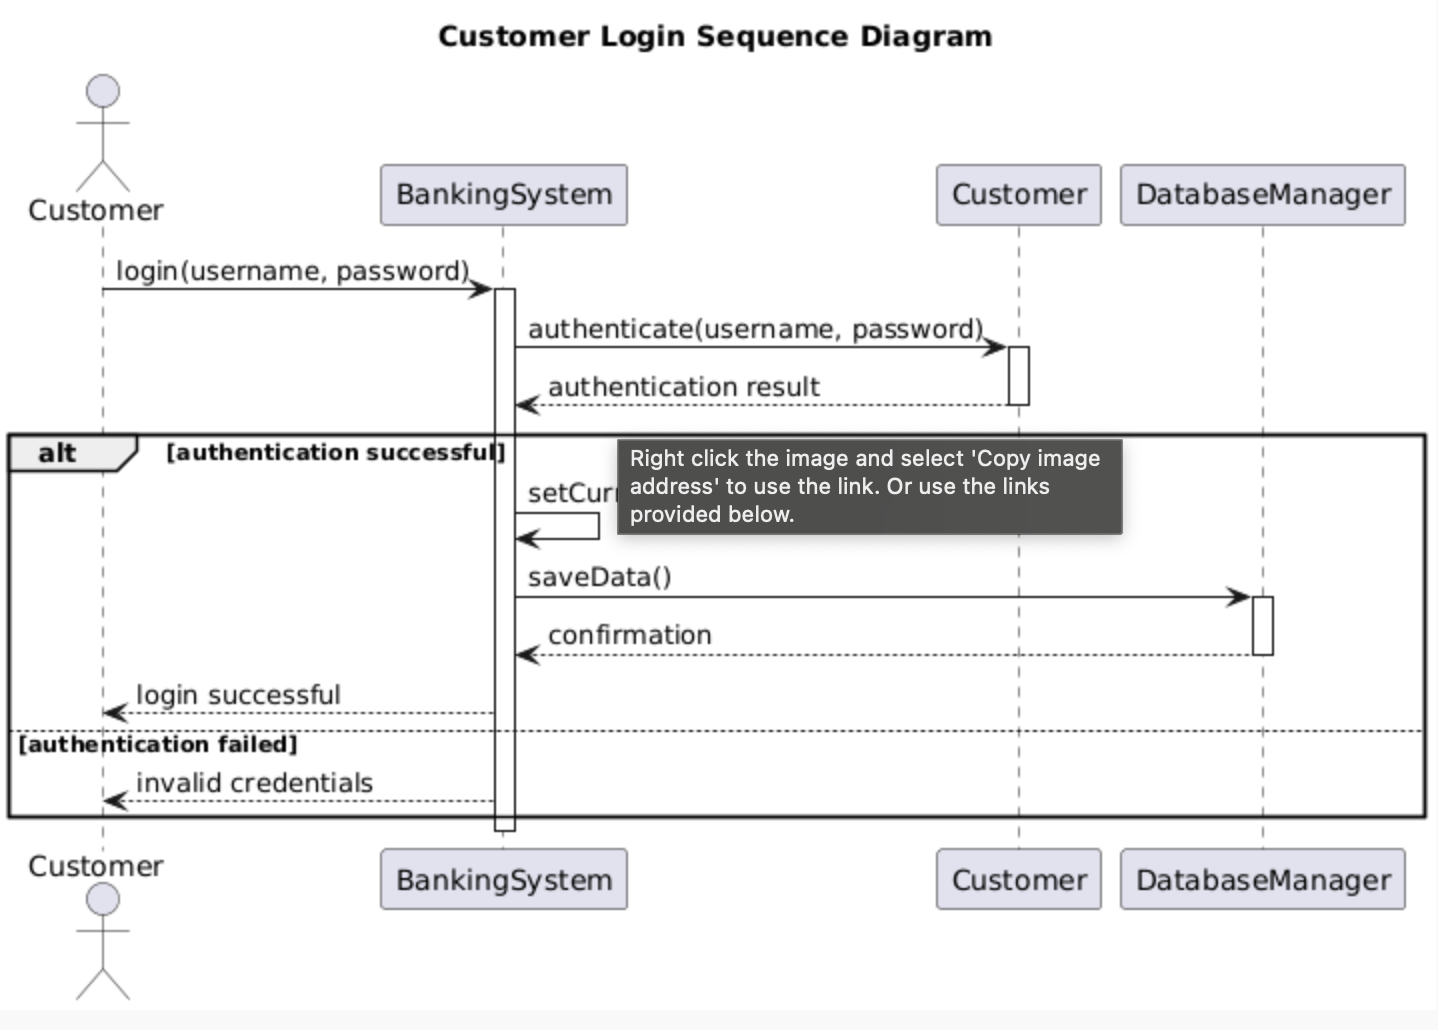 Customer Login Sequence Diagram
Customer
BankingSystem
Customer
DatabaseManager
login(username, password)
authenticate(username, password)
authentication result
alt
[authentication successful]
Right click the image and select 'Copy image
address' to use the link. Or use the links
provided below.
saveData()
confirmation
login successful
[authentication failed]
invalid credentials
Customer
BankingSystem
Customer
DatabaseManager